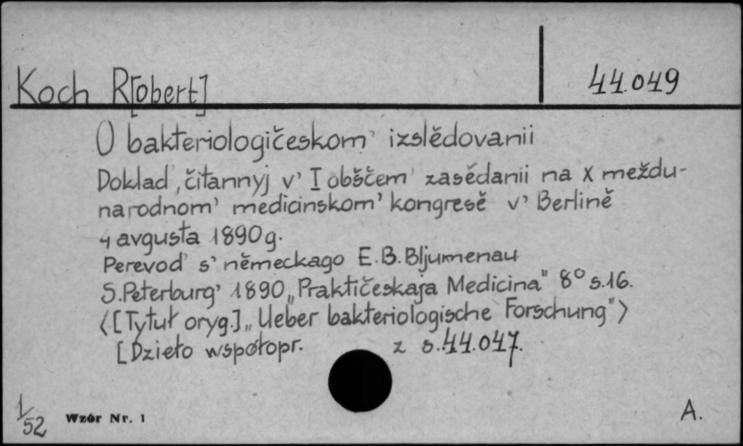 Koch R[obert]
44.049
O bakteriologičeskom' izslědovanii
Doklad', čitannyj v' I obščem' zasědanii na X meždu-
narodnom' medicinskom' kongresě v' Berlině
4 avgusta 1890g.
Perevod' s' německago E.B.Bljumenau
S.Peterburg' 1890 „Praktičeskaja Medicina" 8° s.16.
⟨[Tytuł oryg.] „Ueber bakteriologische Forschung"⟩
[Dzieło współopr. z s.44.047.
1/52
Wzór Nr. 1
A.